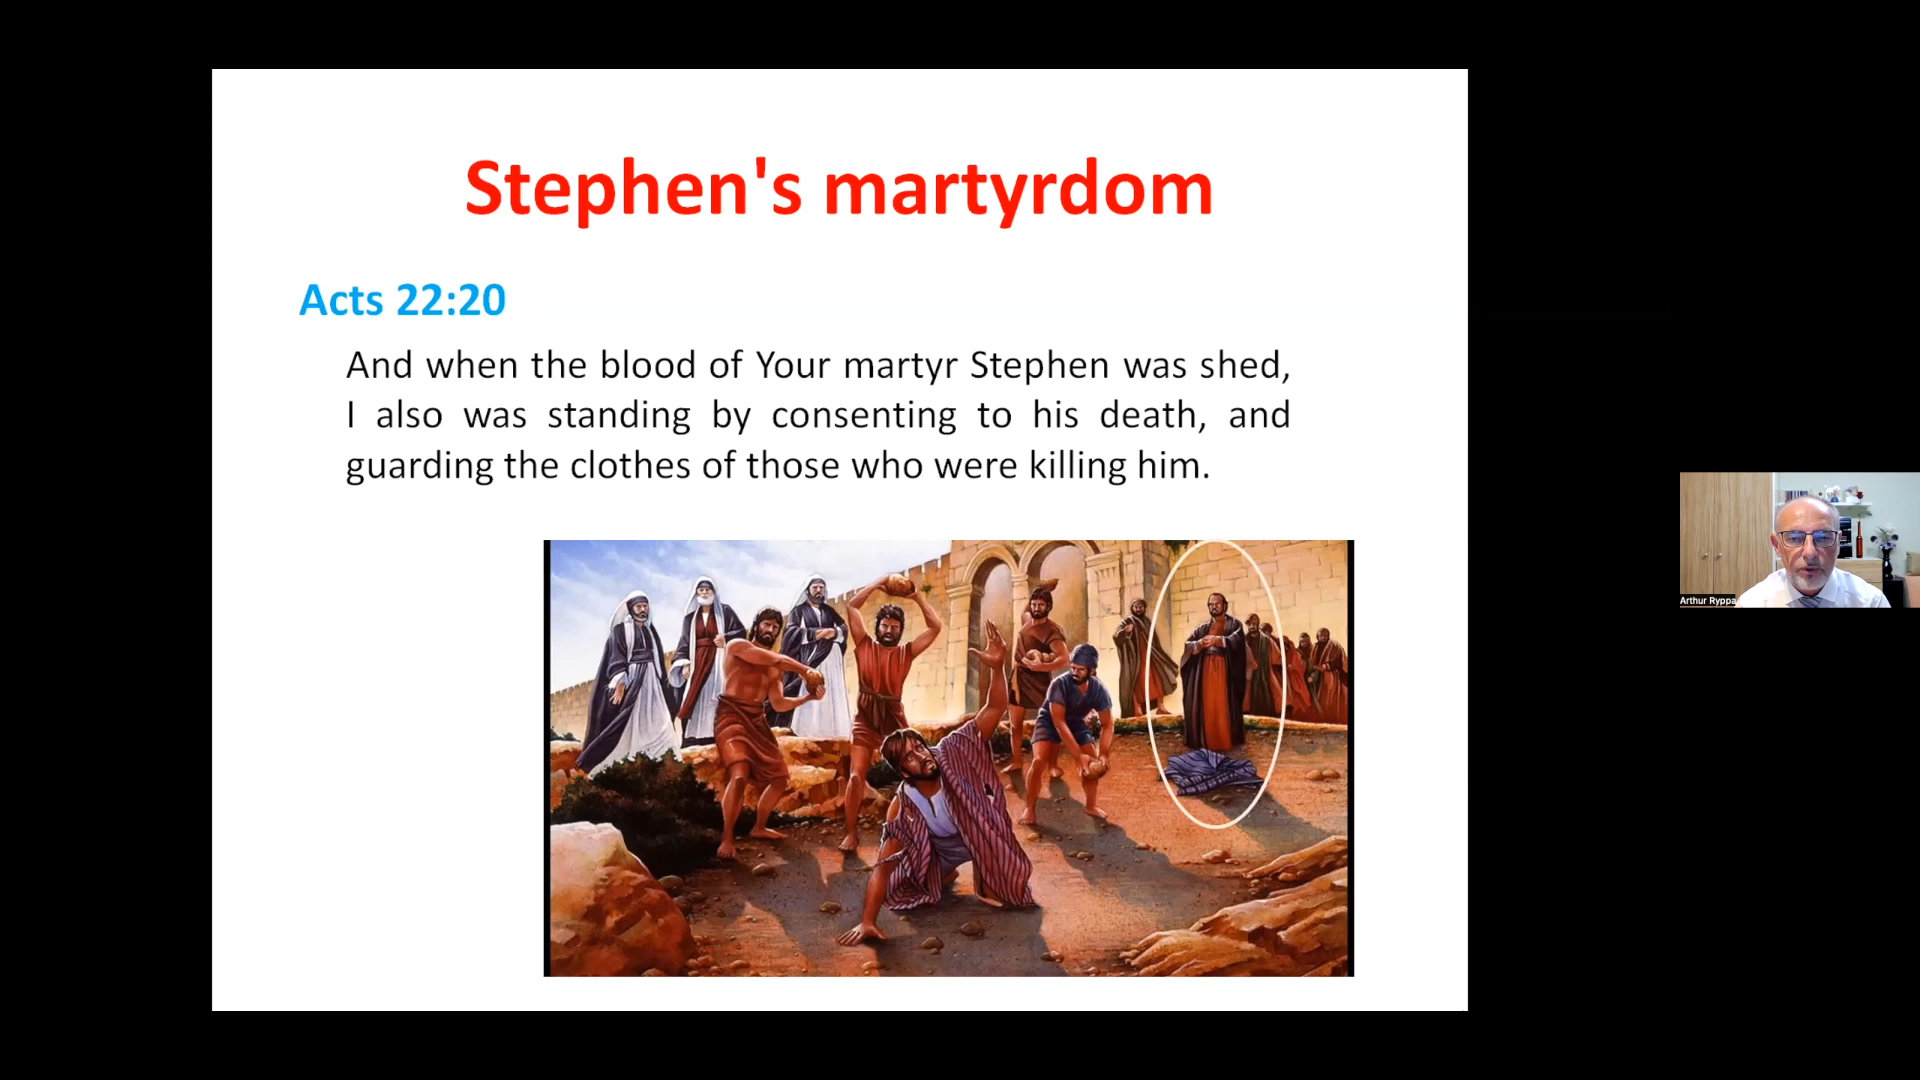 Stephen's martyrdom
Acts 22:20
And when the blood of Your martyr Stephen was shed,
I also was standing by consenting to his death, and
guarding the clothes of those who were killing him.
Arthur Ryppa